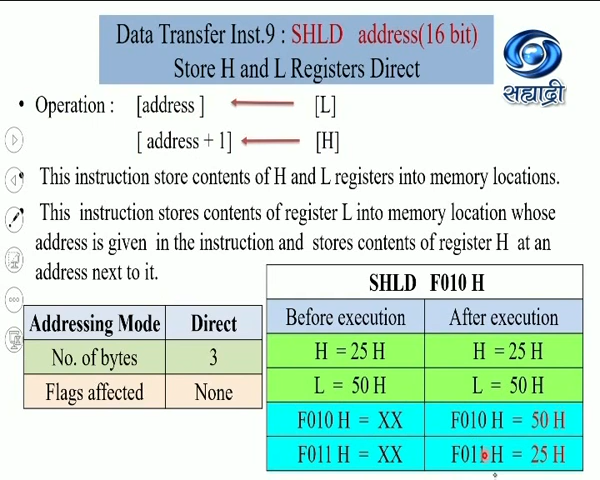 Data Transfer Inst.9 : SHLD address(16 bit)
Store H and L Registers Direct
सह्याद्री
• Operation : [address ] [L]
[ address + 1] [H]
This instruction store contents of H and L registers into memory locations.
This instruction stores contents of register L into memory location whose
address is given in the instruction and stores contents of register H at an
address next to it.
Addressing Mode Direct
No. of bytes 3
Flags affected None
SHLD F010 H
Before execution After execution
H = 25 H H = 25 H
L = 50 H L = 50 H
F010 H = XX F010 H = 50 H
F011 H = XX F011 H = 25 H